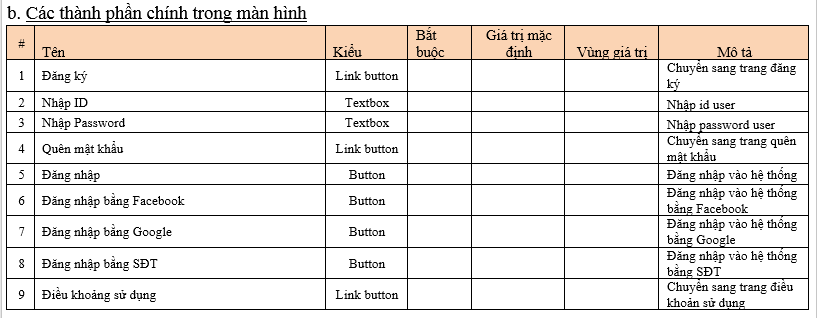 b. Các thành phần chính trong màn hình
# Tên Kiểu Bắt buộc Giá trị mặc định Vùng giá trị Mô tả
1 Đăng ký Link button Chuyển sang trang đăng ký
2 Nhập ID Textbox Nhập id user
3 Nhập Password Textbox Nhập password user
4 Quên mật khẩu Link button Chuyển sang trang quên mật khẩu
5 Đăng nhập Button Đăng nhập vào hệ thống
6 Đăng nhập bằng Facebook Button Đăng nhập vào hệ thống bằng Facebook
7 Đăng nhập bằng Google Button Đăng nhập vào hệ thống bằng Google
8 Đăng nhập bằng SĐT Button Đăng nhập vào hệ thống bằng SĐT
9 Điều khoảng sử dụng Link button Chuyển sang trang điều khoản sử dụng